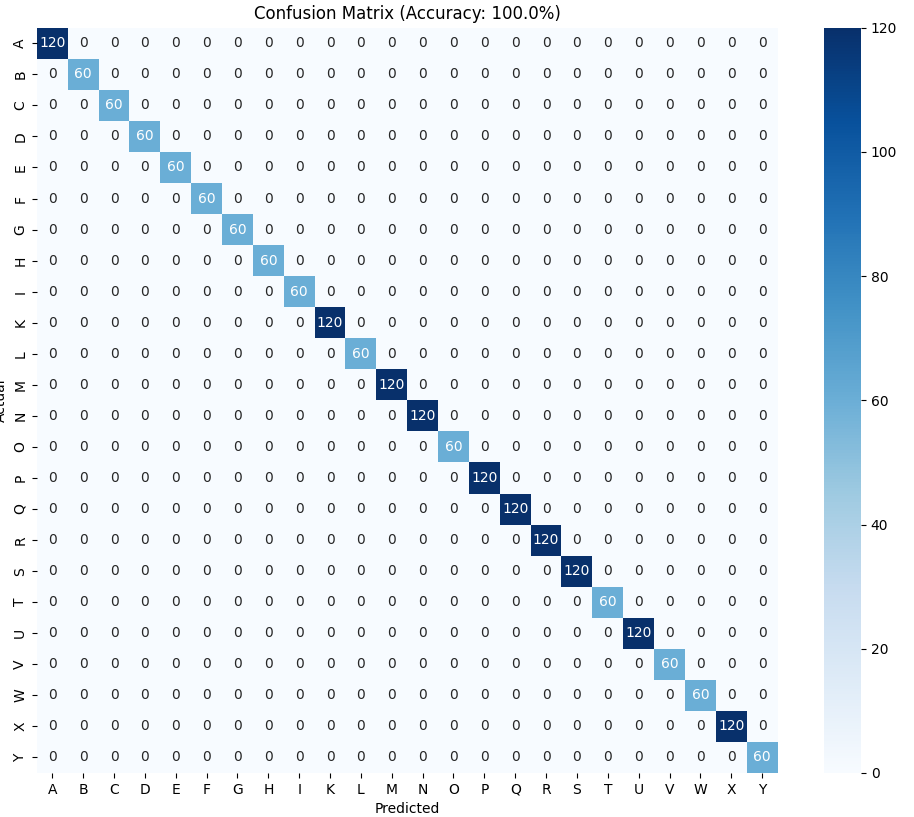 Confusion Matrix (Accuracy: 100.0%)
A 120 0 0 0 0 0 0 0 0 0 0 0 0 0 0 0 0 0 0 0 0 0 0 0
B 0 60 0 0 0 0 0 0 0 0 0 0 0 0 0 0 0 0 0 0 0 0 0 0
C 0 0 60 0 0 0 0 0 0 0 0 0 0 0 0 0 0 0 0 0 0 0 0 0
D 0 0 0 60 0 0 0 0 0 0 0 0 0 0 0 0 0 0 0 0 0 0 0 0
E 0 0 0 0 60 0 0 0 0 0 0 0 0 0 0 0 0 0 0 0 0 0 0 0
F 0 0 0 0 0 60 0 0 0 0 0 0 0 0 0 0 0 0 0 0 0 0 0 0
G 0 0 0 0 0 0 60 0 0 0 0 0 0 0 0 0 0 0 0 0 0 0 0 0
H 0 0 0 0 0 0 0 60 0 0 0 0 0 0 0 0 0 0 0 0 0 0 0 0
I 0 0 0 0 0 0 0 0 60 0 0 0 0 0 0 0 0 0 0 0 0 0 0 0
K 0 0 0 0 0 0 0 0 0 120 0 0 0 0 0 0 0 0 0 0 0 0 0 0
L 0 0 0 0 0 0 0 0 0 0 60 0 0 0 0 0 0 0 0 0 0 0 0 0
M 0 0 0 0 0 0 0 0 0 0 0 120 0 0 0 0 0 0 0 0 0 0 0 0
N 0 0 0 0 0 0 0 0 0 0 0 0 120 0 0 0 0 0 0 0 0 0 0 0
O 0 0 0 0 0 0 0 0 0 0 0 0 0 60 0 0 0 0 0 0 0 0 0 0
P 0 0 0 0 0 0 0 0 0 0 0 0 0 0 120 0 0 0 0 0 0 0 0 0
Q 0 0 0 0 0 0 0 0 0 0 0 0 0 0 0 120 0 0 0 0 0 0 0 0
R 0 0 0 0 0 0 0 0 0 0 0 0 0 0 0 0 120 0 0 0 0 0 0 0
S 0 0 0 0 0 0 0 0 0 0 0 0 0 0 0 0 0 120 0 0 0 0 0 0
T 0 0 0 0 0 0 0 0 0 0 0 0 0 0 0 0 0 0 60 0 0 0 0 0
U 0 0 0 0 0 0 0 0 0 0 0 0 0 0 0 0 0 0 0 120 0 0 0 0
V 0 0 0 0 0 0 0 0 0 0 0 0 0 0 0 0 0 0 0 0 60 0 0 0
W 0 0 0 0 0 0 0 0 0 0 0 0 0 0 0 0 0 0 0 0 0 60 0 0
X 0 0 0 0 0 0 0 0 0 0 0 0 0 0 0 0 0 0 0 0 0 0 120 0
Y 0 0 0 0 0 0 0 0 0 0 0 0 0 0 0 0 0 0 0 0 0 0 0 60
A B C D E F G H I K L M N O P Q R S T U V W X Y
Predicted
120
100
80
60
40
20
0